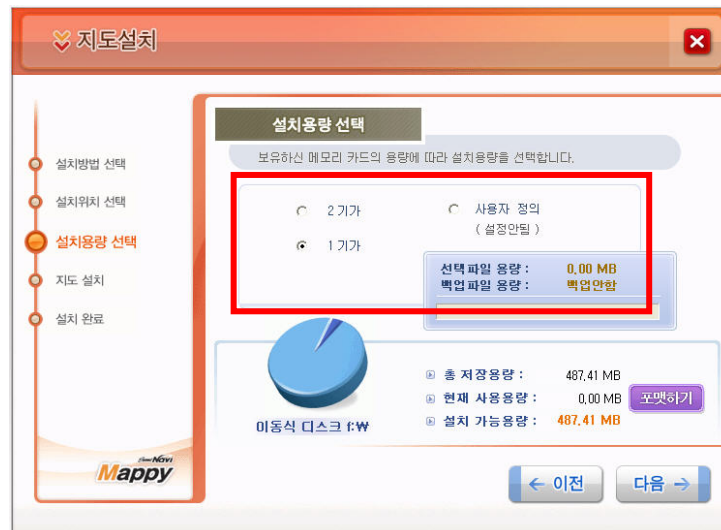 지도설치
설치방법 선택
설치위치 선택
설치용량 선택
지도 설치
설치 완료
설치용량 선택
보유하신 메모리 카드의 용량에 따라 설치용량을 선택합니다.
2 기가
사용자 정의
( 설정안됨 )
1 기가
선택파일 용량 : 0,00 MB
백업파일 용량 : 백업안함
이동식 디스크 f:₩
총 저장용량 : 487,41 MB
현재 사용용량 : 0,00 MB
포맷하기
설치 가능용량 : 487,41 MB
Mappy
이전
다음